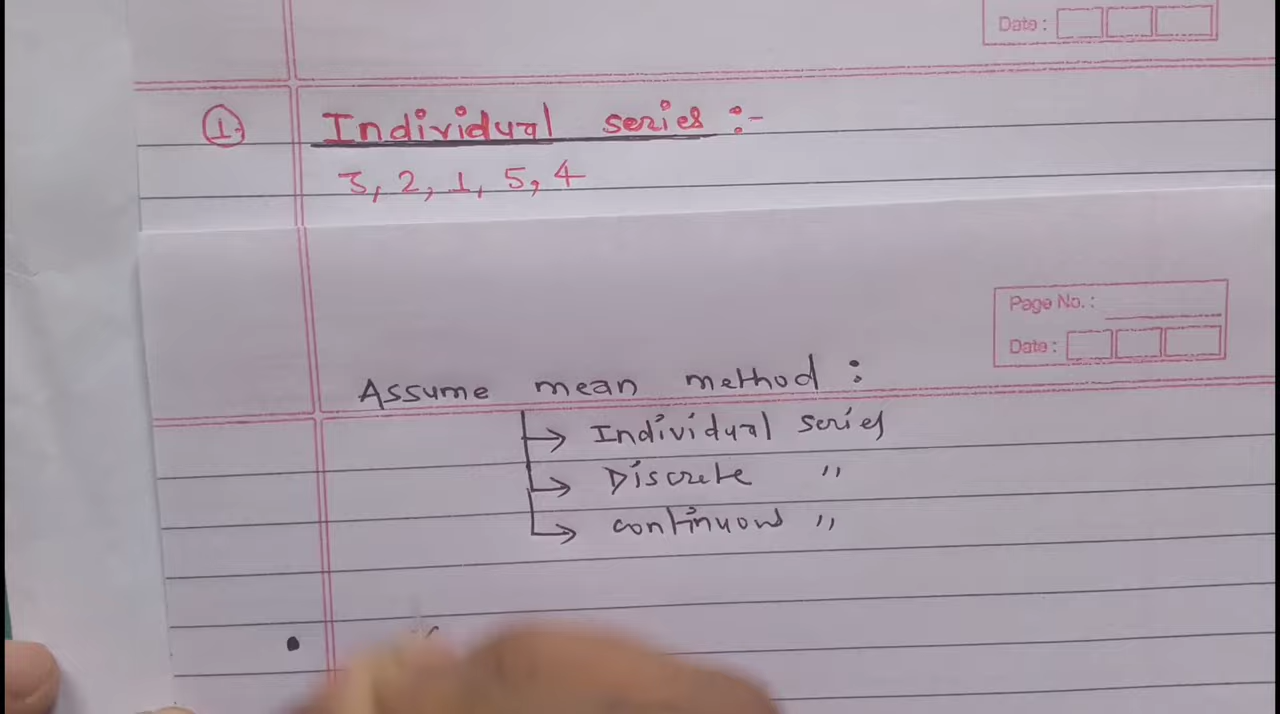 Date :
1. Individual series :-
3, 2, 1, 5, 4
Page No. :
Date :
Assume mean method :
→ Individual series
→ Discrete "
→ continuous "